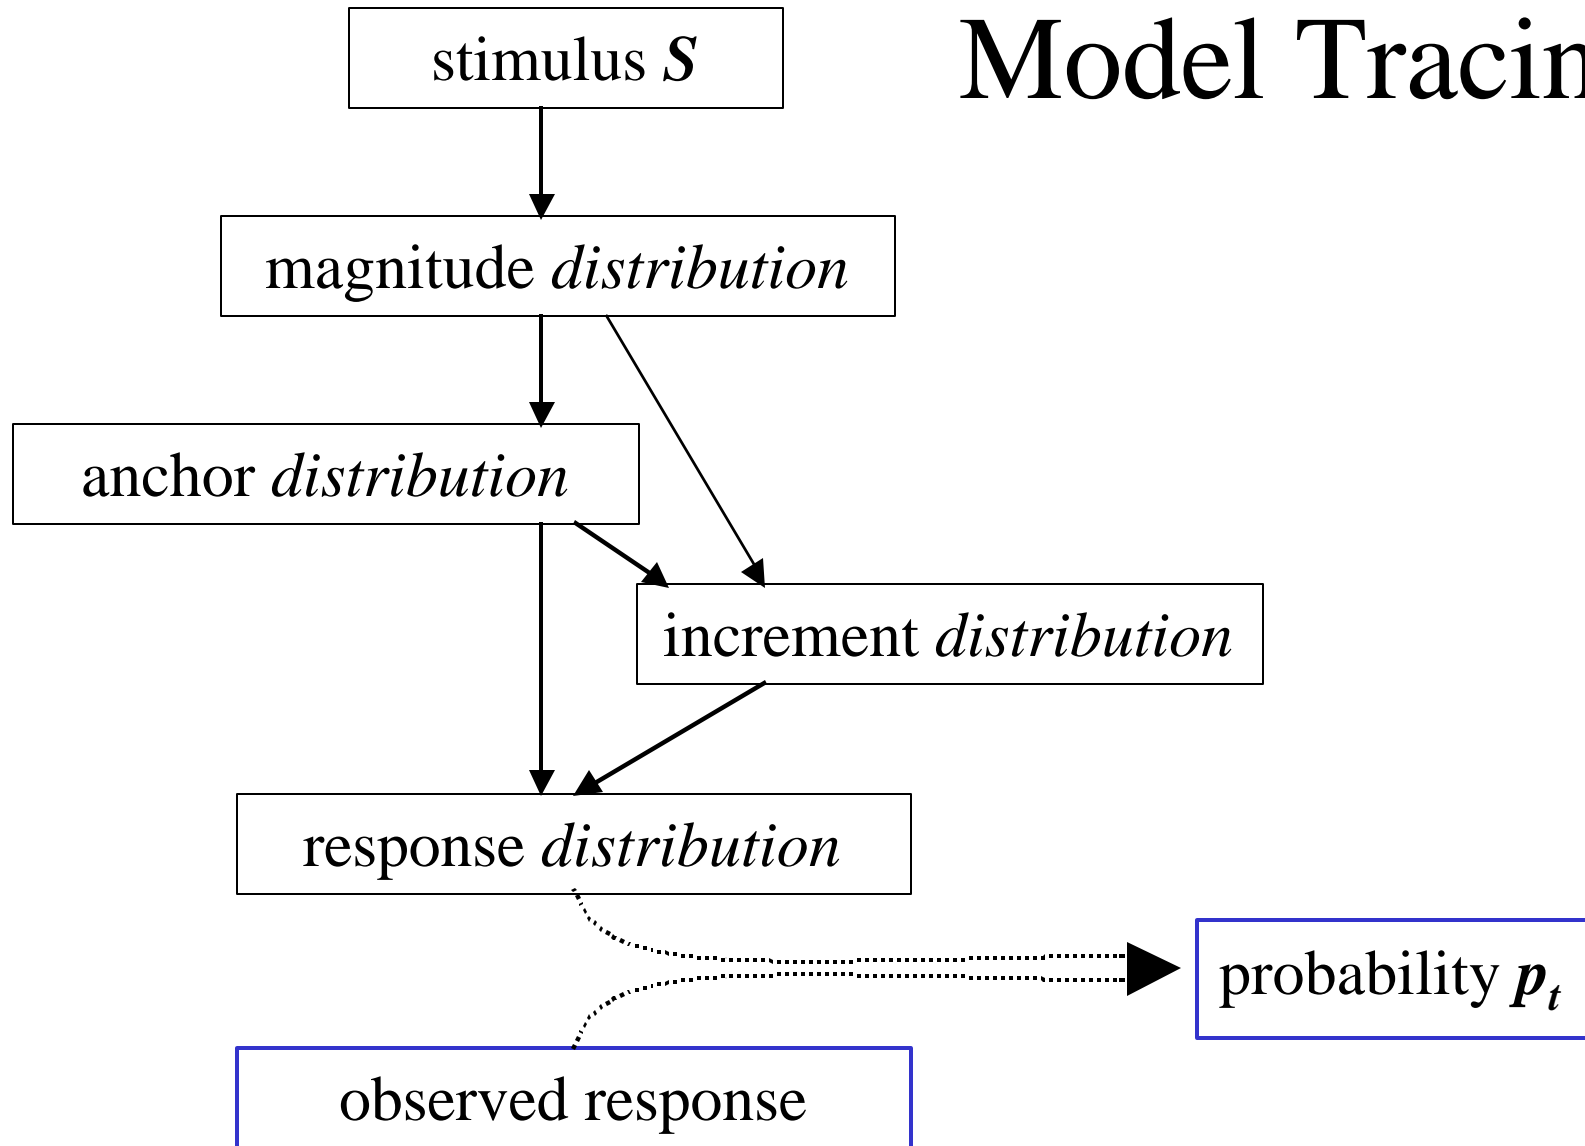 Model Tracin
stimulus S
magnitude distribution
anchor distribution
increment distribution
response distribution
probability pt
observed response